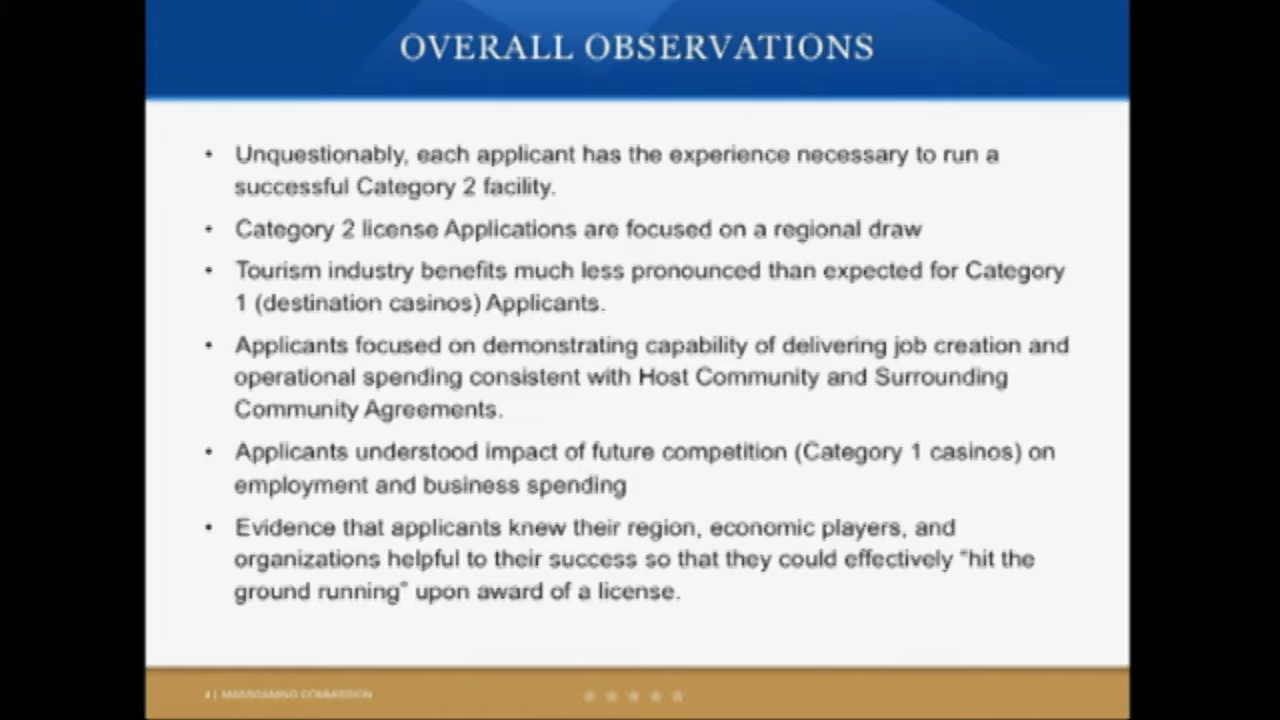 OVERALL OBSERVATIONS
• Unquestionably, each applicant has the experience necessary to run a
successful Category 2 facility.
• Category 2 license Applications are focused on a regional draw
• Tourism industry benefits much less pronounced than expected for Category
1 (destination casinos) Applicants.
• Applicants focused on demonstrating capability of delivering job creation and
operational spending consistent with Host Community and Surrounding
Community Agreements.
• Applicants understood impact of future competition (Category 1 casinos) on
employment and business spending
• Evidence that applicants knew their region, economic players, and
organizations helpful to their success so that they could effectively "hit the
ground running" upon award of a license.
4 | MASSGAMING COMMISSION